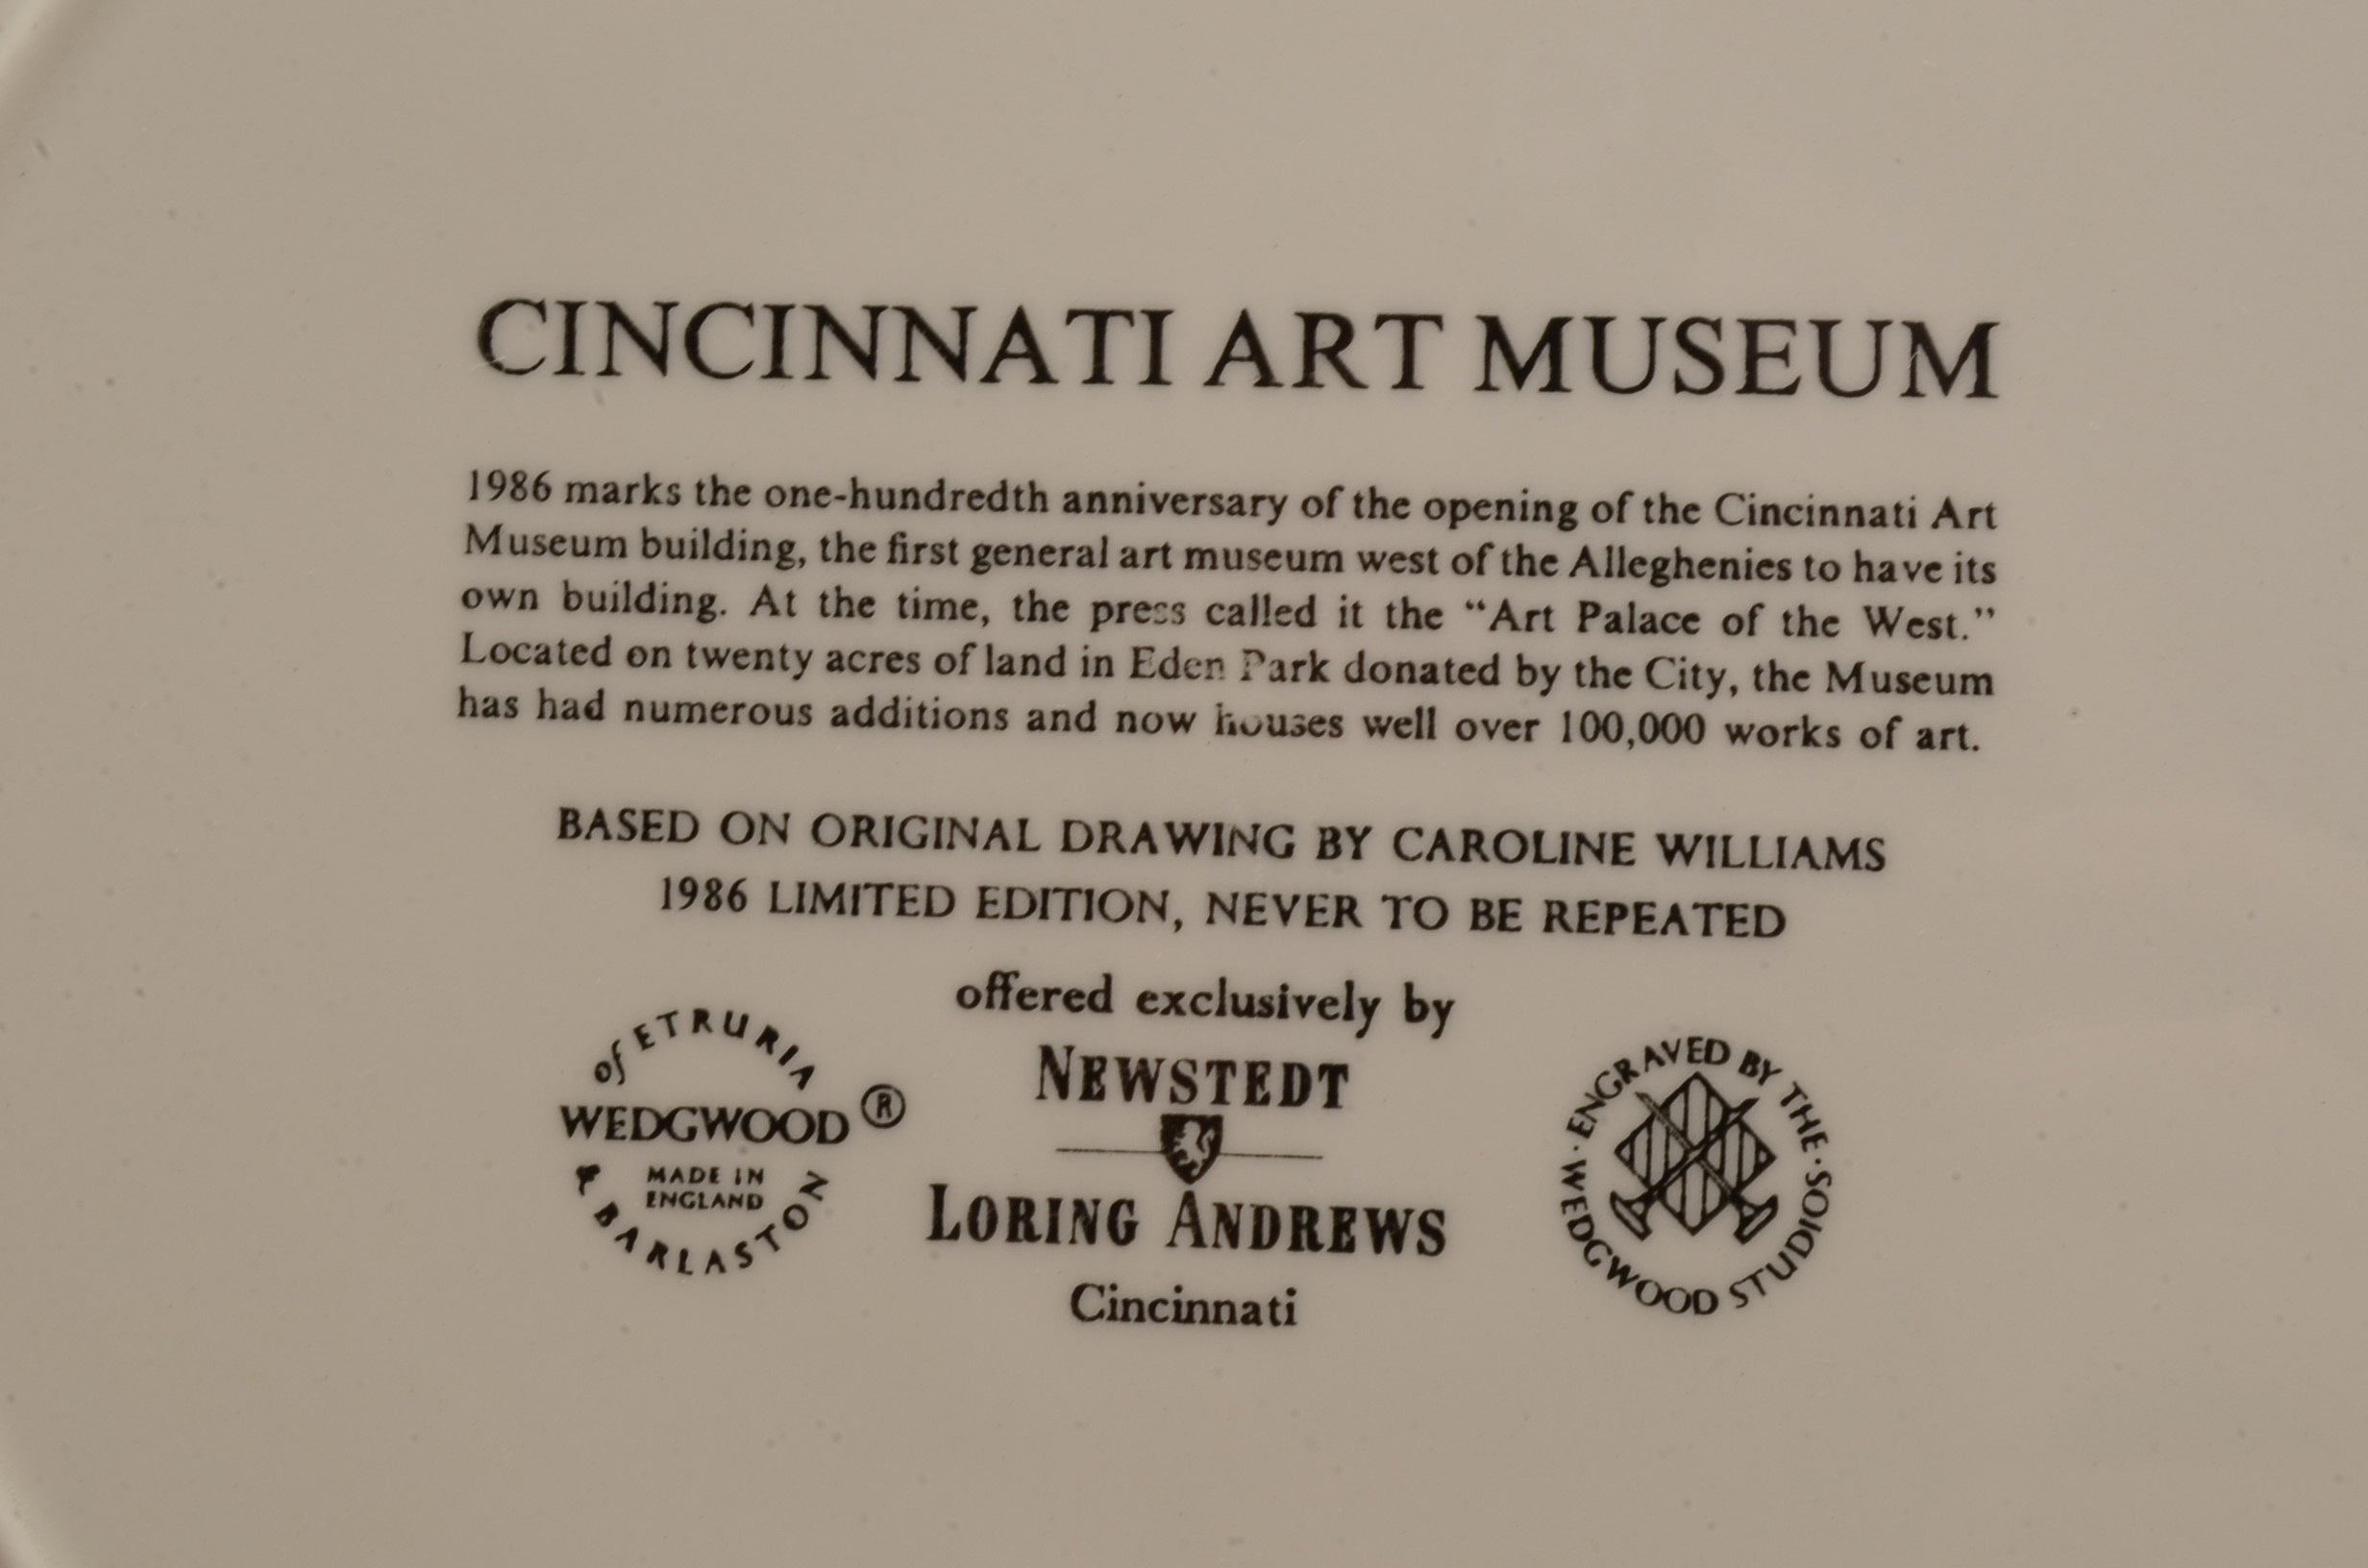 CINCINNATI ART MUSEUM
1986 marks the one-hundredth anniversary of the opening of the Cincinnati Art
Museum building, the first general art museum west of the Alleghenies to have its
own building. At the time, the press called it the “Art Palace of the West.”
Located on twenty acres of land in Eden Park donated by the City, the Museum
has had numerous additions and now houses well over 100,000 works of art.
BASED ON ORIGINAL DRAWING BY CAROLINE WILLIAMS
1986 LIMITED EDITION, NEVER TO BE REPEATED
offered exclusively by
NEWSTEDT
LORING ANDREWS
Cincinnati
of ETRURIA
WEDGWOOD ®
MADE IN
ENGLAND
& BARLASTON
ENGRAVED BY THE · STUDIOS · WEDGWOOD